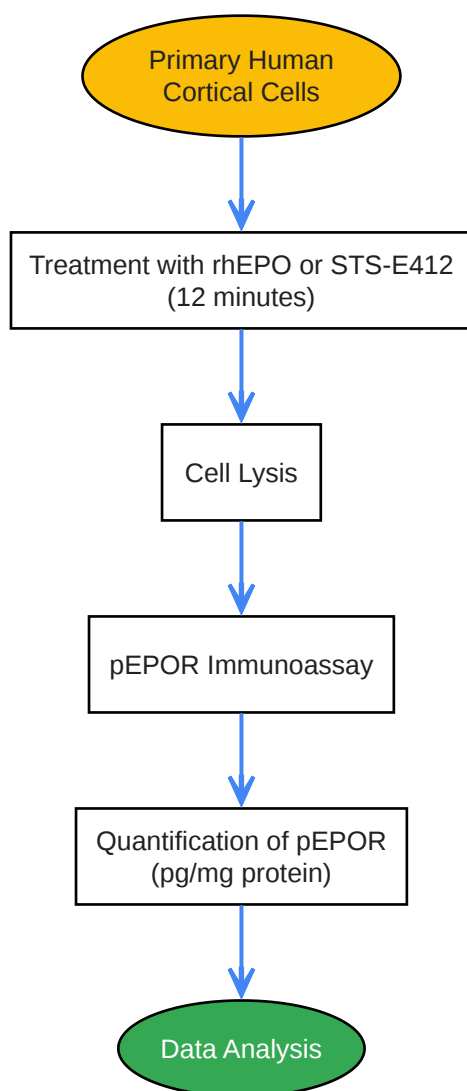 Primary Human
Cortical Cells
Treatment with rhEPO or STS-E412
(12 minutes)
Cell Lysis
pEPOR Immunoassay
Quantification of pEPOR
(pg/mg protein)
Data Analysis